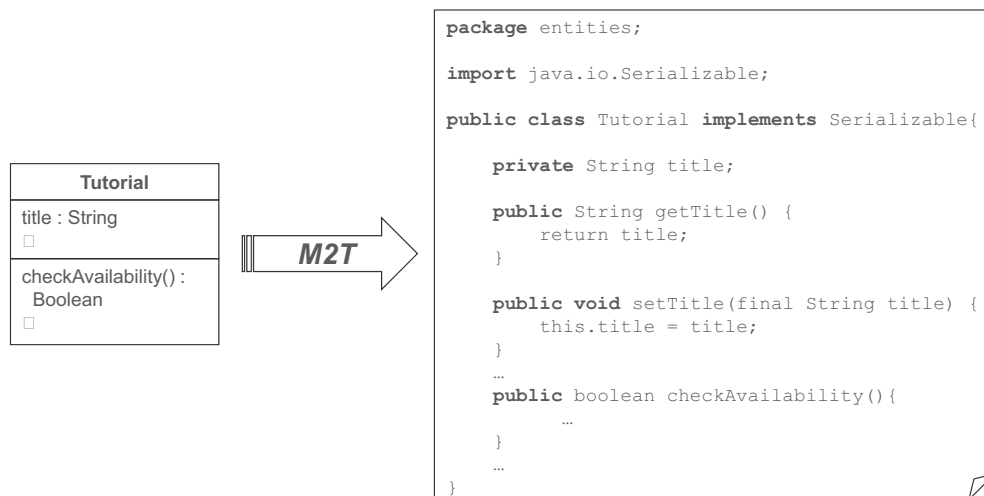 Tutorial
title : String
checkAvailability() :
Boolean
M2T
package entities;
import java.io.Serializable;
public class Tutorial implements Serializable{
private String title;
public String getTitle() {
return title;
}
public void setTitle(final String title) {
this.title = title;
}
…
public boolean checkAvailability(){
…
}
…
}